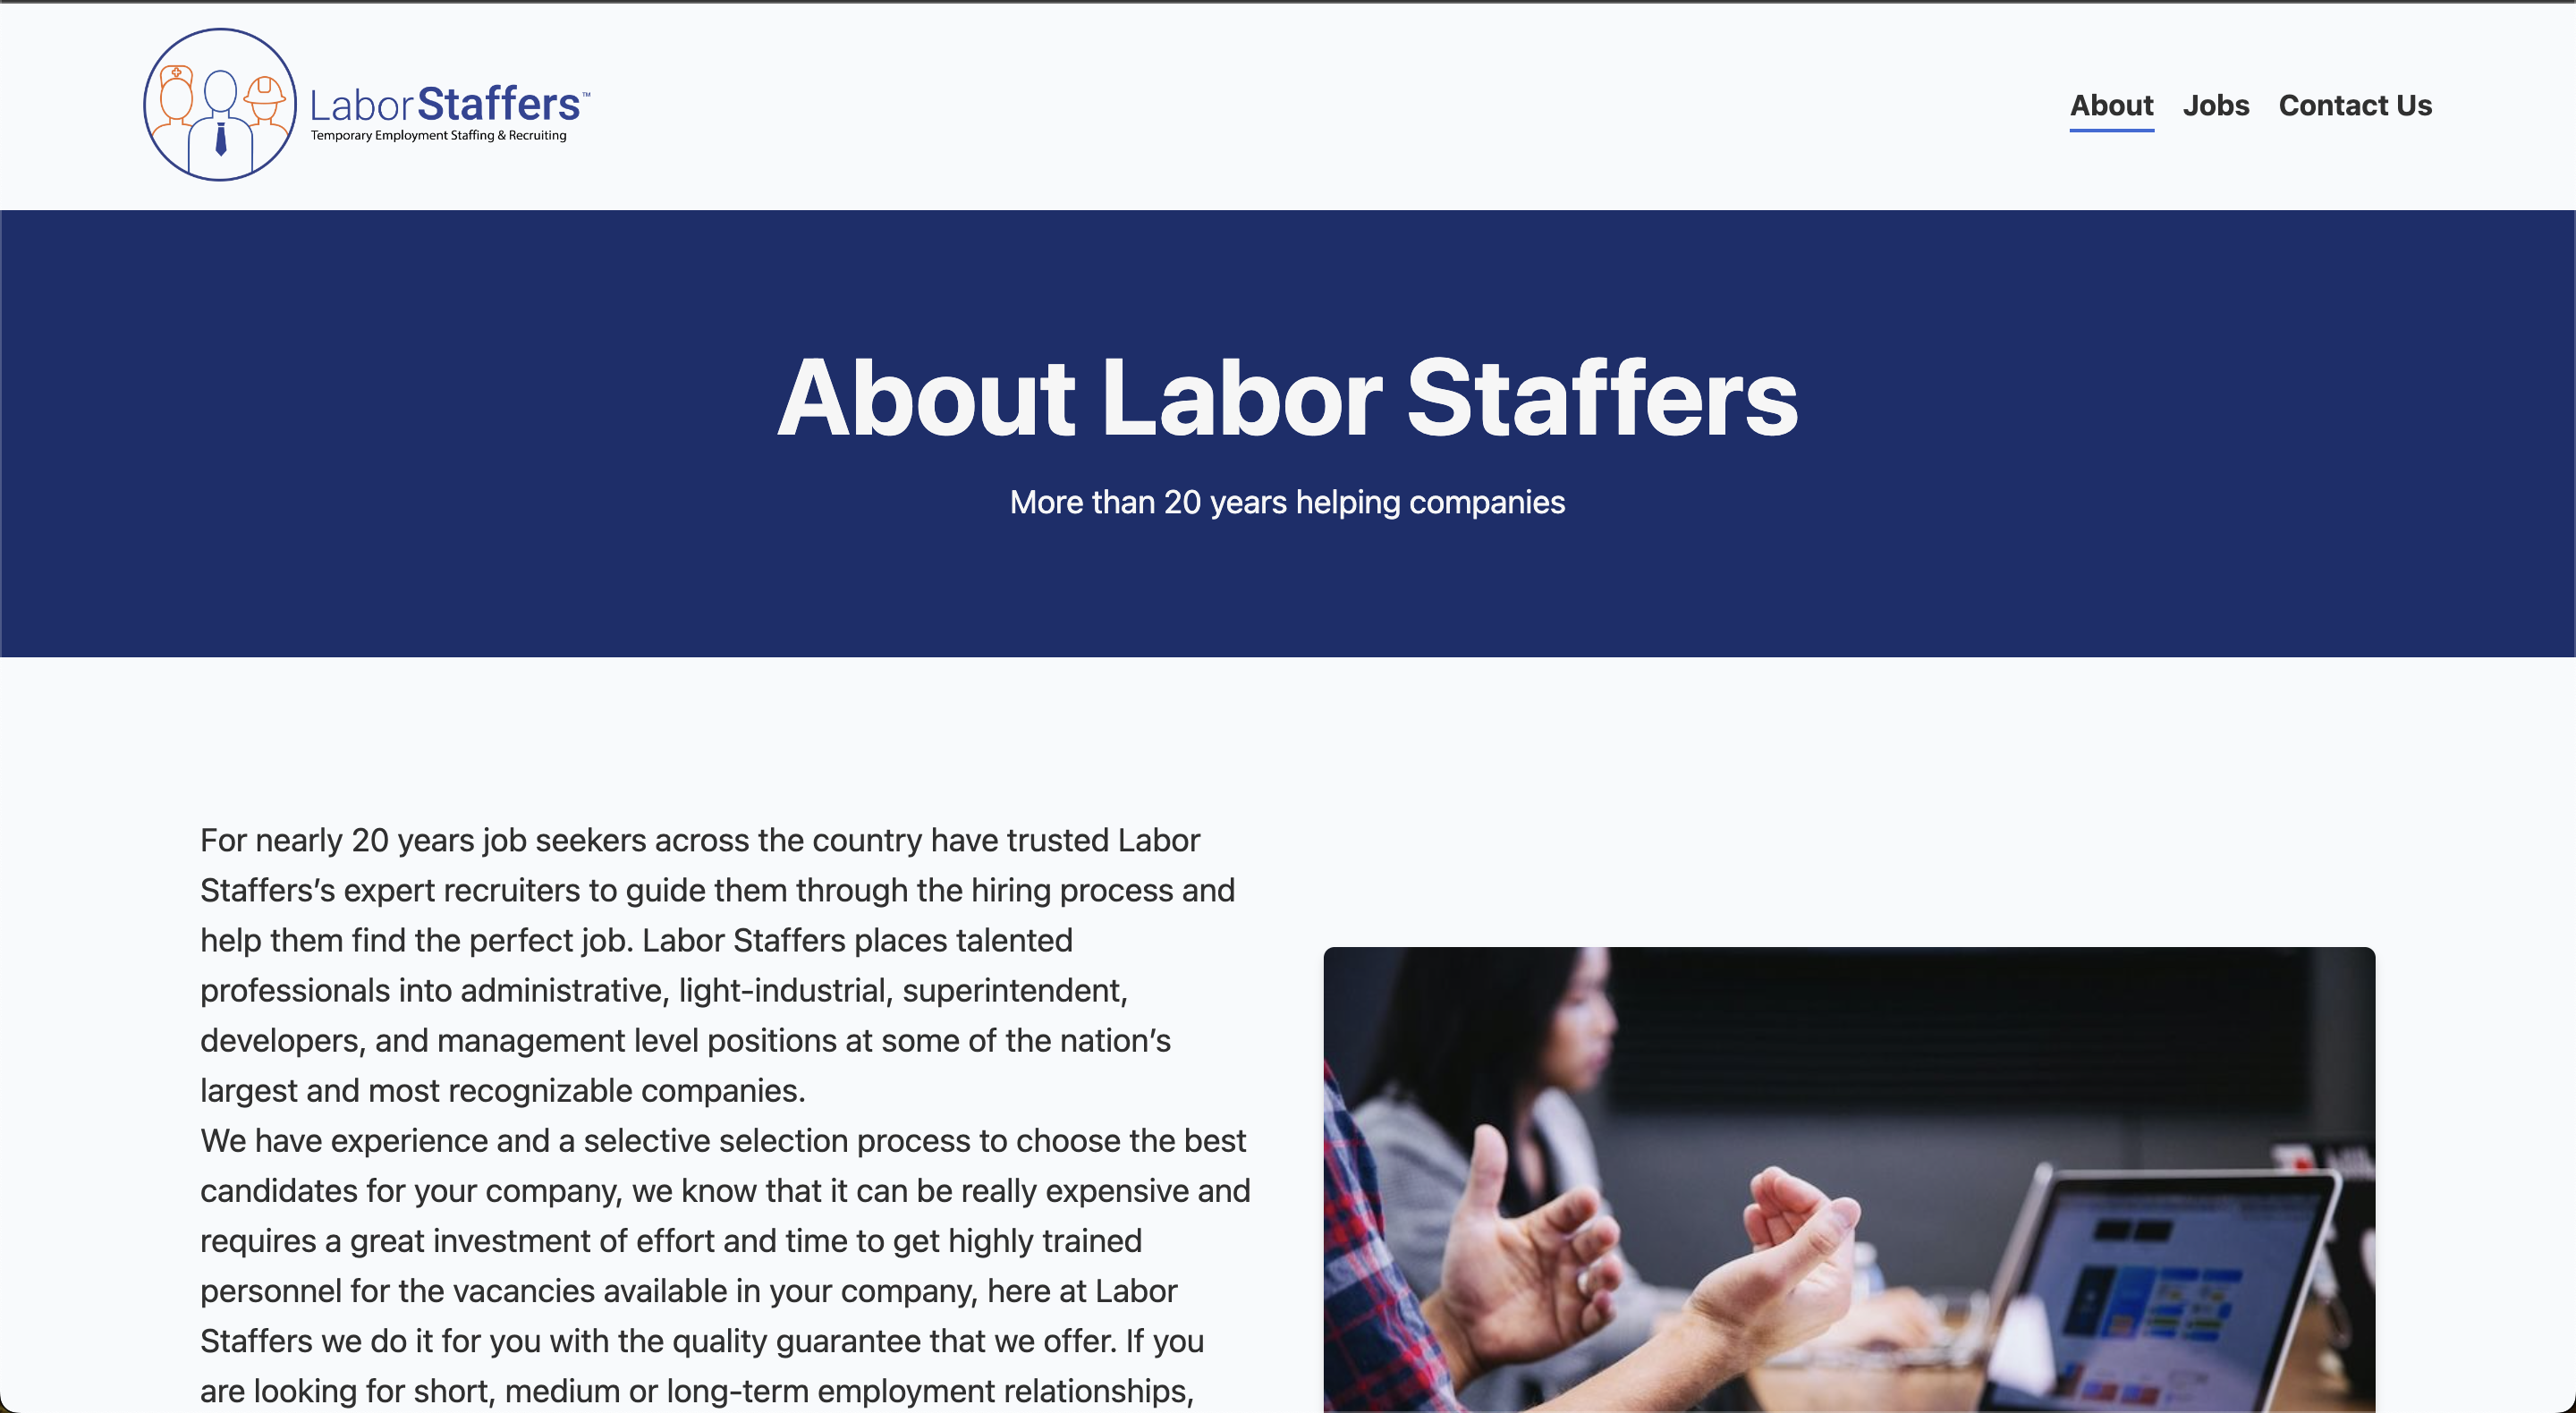 LaborStaffers™
Temporary Employment Staffing & Recruiting
About Jobs Contact Us
About Labor Staffers
More than 20 years helping companies
For nearly 20 years job seekers across the country have trusted Labor
Staffers’s expert recruiters to guide them through the hiring process and
help them find the perfect job. Labor Staffers places talented
professionals into administrative, light-industrial, superintendent,
developers, and management level positions at some of the nation’s
largest and most recognizable companies.
We have experience and a selective selection process to choose the best
candidates for your company, we know that it can be really expensive and
requires a great investment of effort and time to get highly trained
personnel for the vacancies available in your company, here at Labor
Staffers we do it for you with the quality guarantee that we offer. If you
are looking for short, medium or long-term employment relationships,